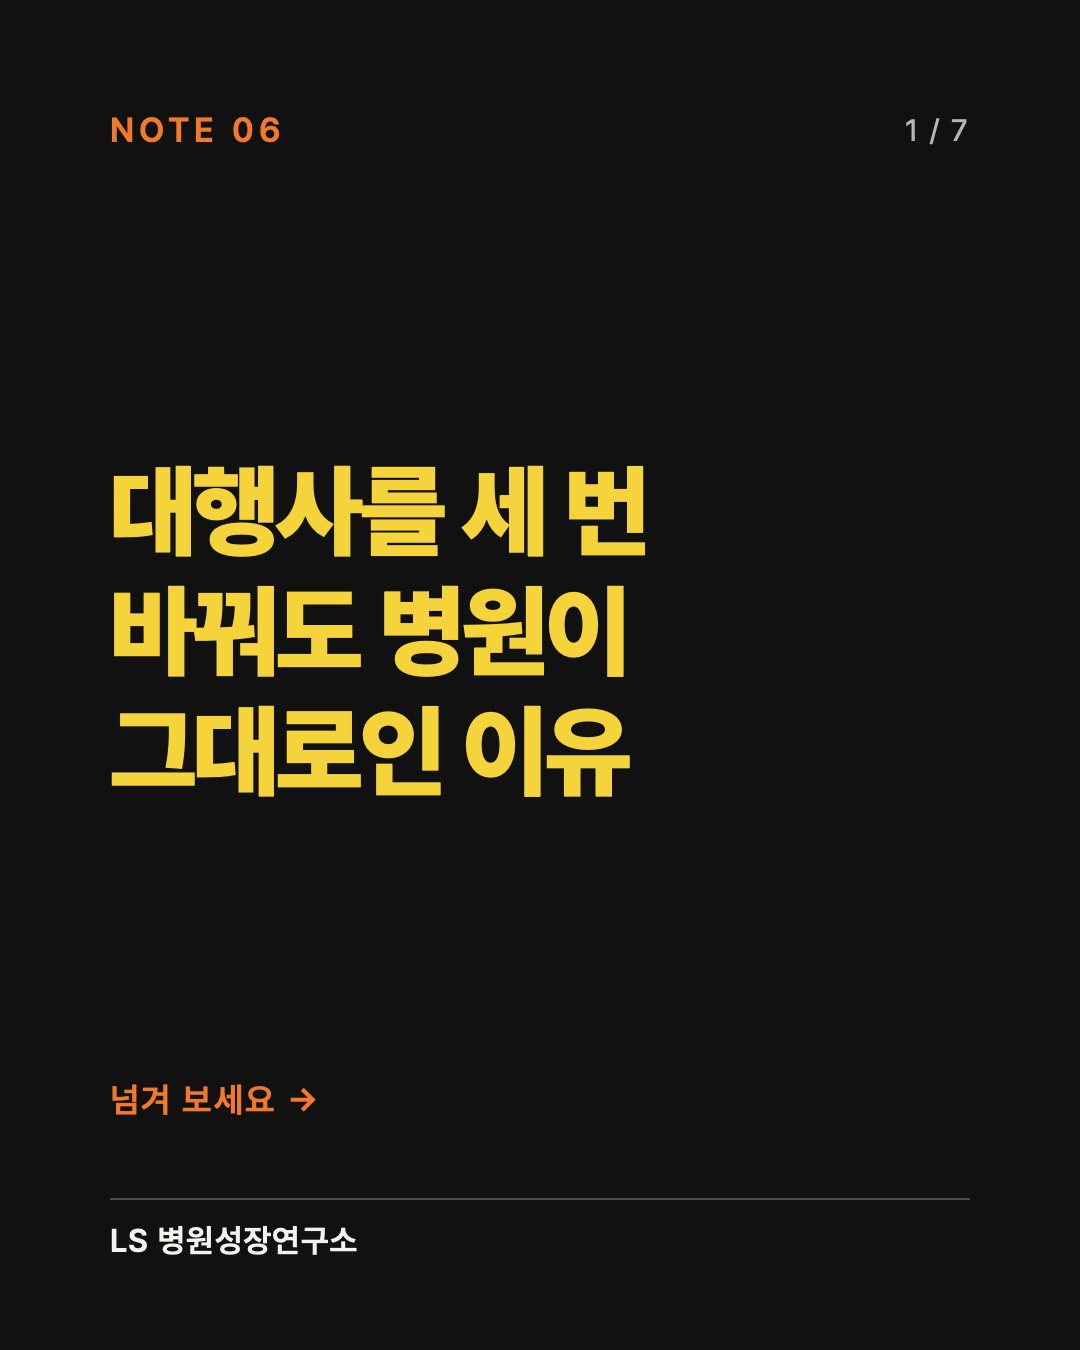 NOTE 06
1 / 7
대행사를 세 번
바꿔도 병원이
그대로인 이유
넘겨 보세요 →
LS 병원성장연구소